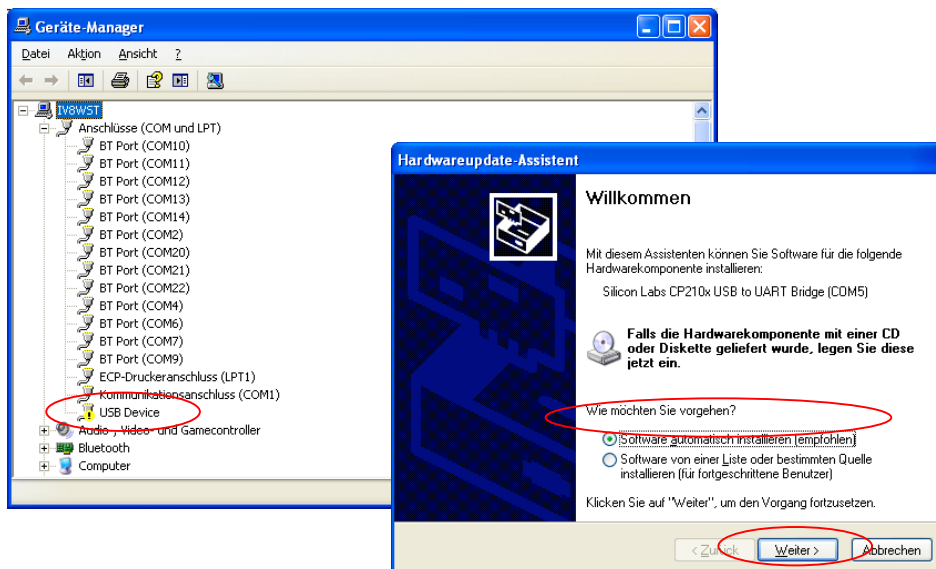 Geräte-Manager
Datei Aktion Ansicht ?
IV8WST
Anschlüsse (COM und LPT)
BT Port (COM10)
BT Port (COM11)
BT Port (COM12)
BT Port (COM13)
BT Port (COM14)
BT Port (COM2)
BT Port (COM20)
BT Port (COM21)
BT Port (COM22)
BT Port (COM4)
BT Port (COM6)
BT Port (COM7)
BT Port (COM9)
ECP-Druckeranschluss (LPT1)
Kommunikationsanschluss (COM1)
USB Device
Audio-, Video- und Gamecontroller
Bluetooth
Computer
Hardwareupdate-Assistent
Willkommen
Mit diesem Assistenten können Sie Software für die folgende
Hardwarekomponente installieren:
Silicon Labs CP210x USB to UART Bridge (COM5)
Falls die Hardwarekomponente mit einer CD
oder Diskette geliefert wurde, legen Sie diese
jetzt ein.
Wie möchten Sie vorgehen?
Software automatisch installieren (empfohlen)
Software von einer Liste oder bestimmten Quelle
installieren (für fortgeschrittene Benutzer)
Klicken Sie auf "Weiter", um den Vorgang fortzusetzen.
< Zurück Weiter > Abbrechen